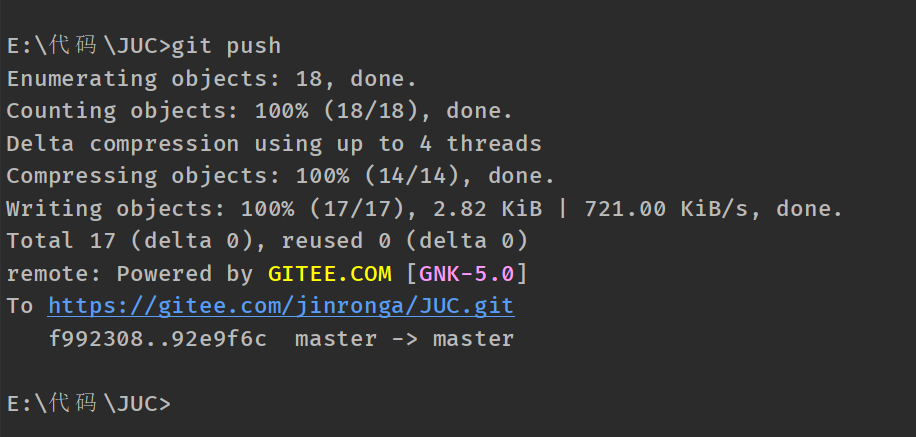 E:\代码\JUC>git push
Enumerating objects: 18, done.
Counting objects: 100% (18/18), done.
Delta compression using up to 4 threads
Compressing objects: 100% (14/14), done.
Writing objects: 100% (17/17), 2.82 KiB | 721.00 KiB/s, done.
Total 17 (delta 0), reused 0 (delta 0)
remote: Powered by GITEE.COM [GNK-5.0]
To https://gitee.com/jinronga/JUC.git
   f992308..92e9f6c  master -> master
E:\代码\JUC>